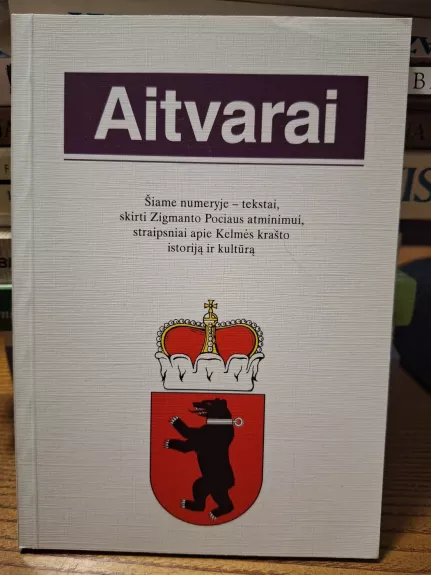 Aitvarai
Šiame numeryje – tekstai,
skirti Zigmanto Pociaus atminimui,
straipsniai apie Kelmės krašto
istoriją ir kultūrą